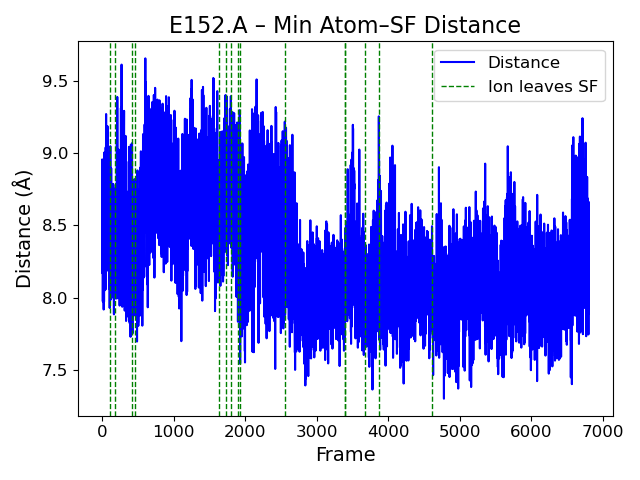 E152.A – Min Atom–SF Distance
Distance
Ion leaves SF
Distance (Å)
9.5
9.0
8.5
8.0
7.5
0 1000 2000 3000 4000 5000 6000 7000
Frame